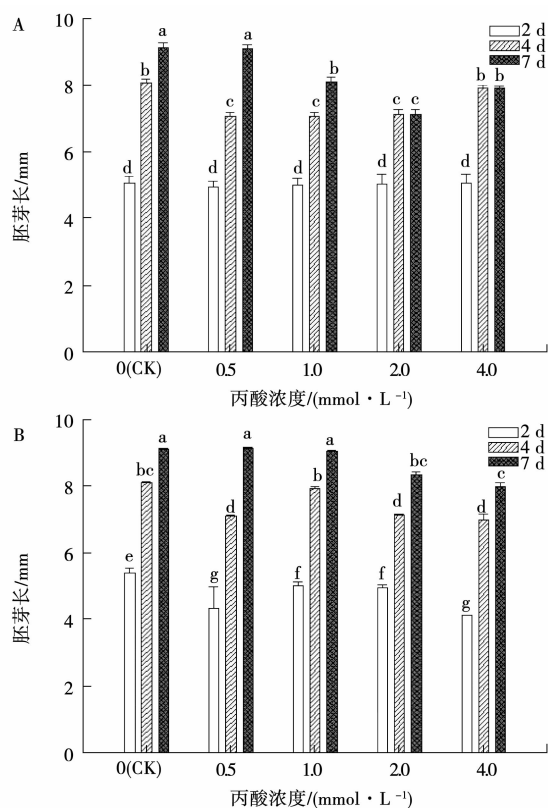 A
10
2 d
4 d
7 d
a
a
b
b
b
b
c
c
c
c
d
d
d
d
d
8
6
4
2
0
胚芽长/mm
0(CK)
0.5
1.0
2.0
4.0
丙酸浓度/(mmol·L⁻¹)
B
10
2 d
4 d
7 d
a
a
a
bc
bc
b
c
d
d
d
e
f
f
g
g
8
6
4
2
0
胚芽长/mm
0(CK)
0.5
1.0
2.0
4.0
丙酸浓度/(mmol·L⁻¹)